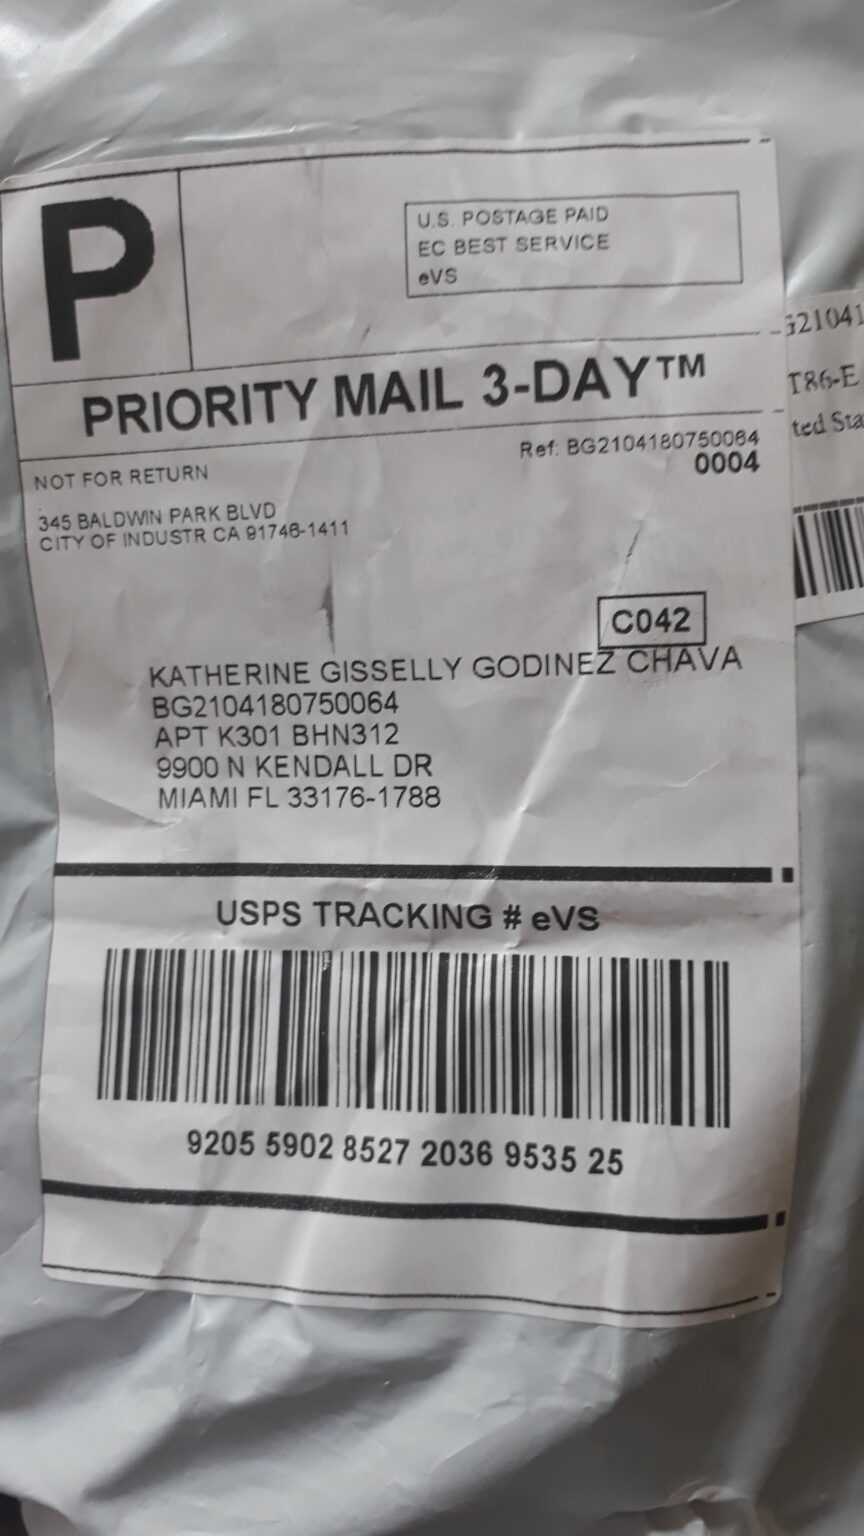 P
U.S. POSTAGE PAID
EC BEST SERVICE
eVS
PRIORITY MAIL 3-DAY™
Ref: BG2104180750064
0004
NOT FOR RETURN
345 BALDWIN PARK BLVD
CITY OF INDUSTR CA 91746-1411
C042
KATHERINE GISSELLY GODINEZ CHAVA
BG2104180750064
APT K301 BHN312
9900 N KENDALL DR
MIAMI FL 33176-1788
USPS TRACKING # eVS
9205 5902 8527 2036 9535 25
G21041
T86-E
ted Sta